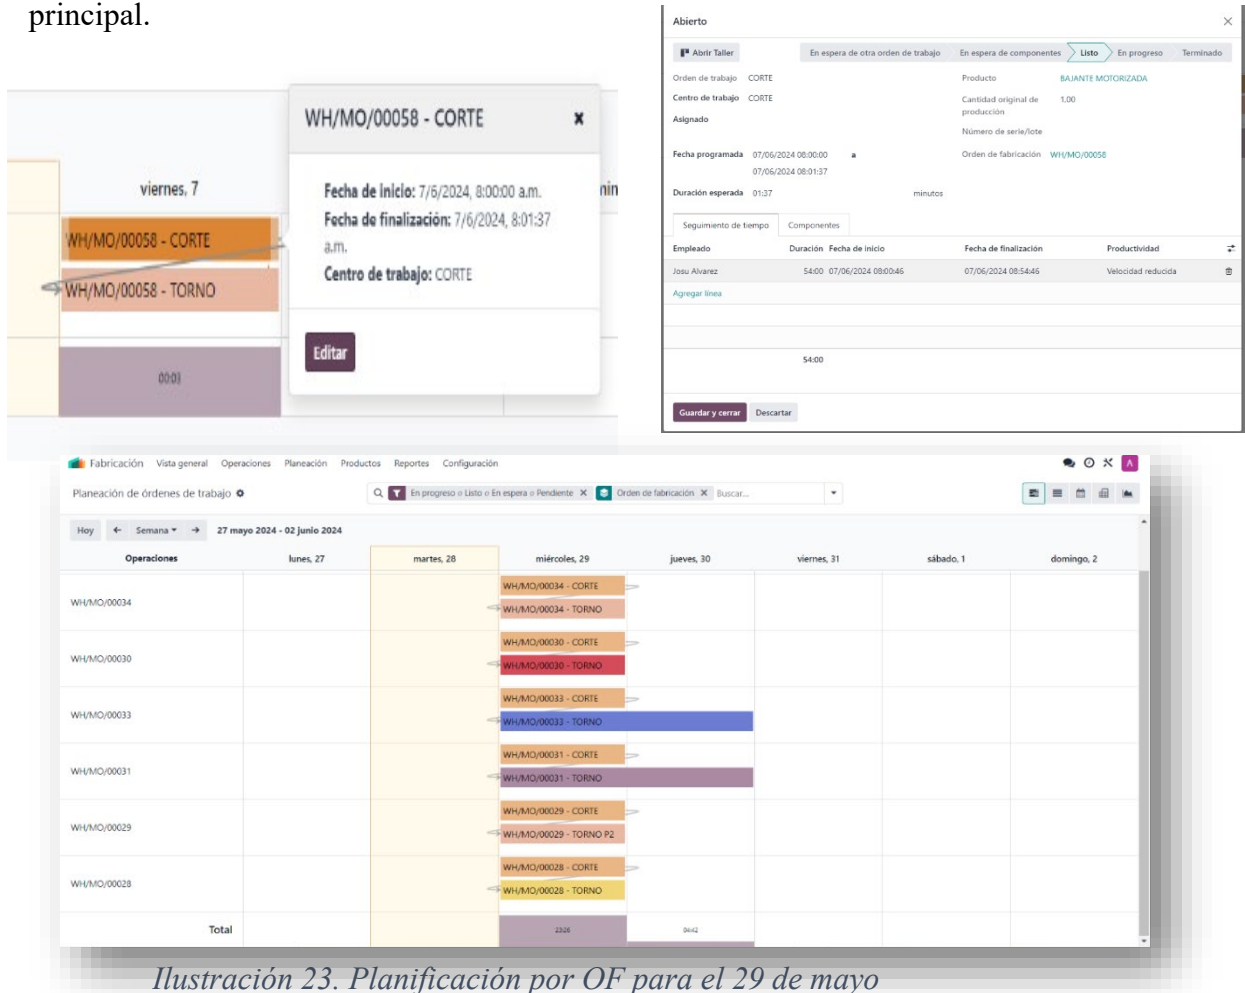 principal.
viernes, 7
WH/MO/00058 - CORTE
WH/MO/00058 - TORNO
00:03
WH/MO/00058 - CORTE
Fecha de inicio: 7/6/2024, 8:00:00 a.m.
Fecha de finalización: 7/6/2024, 8:01:37
a.m.
Centro de trabajo: CORTE
Editar
min
Abierto
Abrir Taller
En espera de otra orden de trabajo
En espera de componentes
Listo
En progreso
Terminado
Orden de trabajo CORTE
Centro de trabajo CORTE
Asignado
Fecha programada 07/06/2024 08:00:00 a
07/06/2024 08:01:37
Duración esperada 01:37 minutos
Producto BAJANTE MOTORIZADA
Cantidad original de 1,00
producción
Número de serie/lote
Orden de fabricación WH/MO/00058
Seguimiento de tiempo Componentes
Empleado Duración Fecha de inicio Fecha de finalización Productividad
Josu Alvarez 54:00 07/06/2024 08:00:46 07/06/2024 08:54:46 Velocidad reducida
Agregar línea
54:00
Guardar y cerrar Descartar
Fabricación Vista general Operaciones Planeación Productos Reportes Configuración
A
Planeación de órdenes de trabajo
En progreso o Listo o En espera o Pendiente
Orden de fabricación
Buscar...
Hoy Semana 27 mayo 2024 - 02 junio 2024
Operaciones lunes, 27 martes, 28 miércoles, 29 jueves, 30 viernes, 31 sábado, 1 domingo, 2
WH/MO/00034
WH/MO/00034 - CORTE
WH/MO/00034 - TORNO
WH/MO/00030
WH/MO/00030 - CORTE
WH/MO/00030 - TORNO
WH/MO/00033
WH/MO/00033 - CORTE
WH/MO/00033 - TORNO
WH/MO/00031
WH/MO/00031 - CORTE
WH/MO/00031 - TORNO
WH/MO/00029
WH/MO/00029 - CORTE
WH/MO/00029 - TORNO P2
WH/MO/00028
WH/MO/00028 - CORTE
WH/MO/00028 - TORNO
Total 23:26 04:42
Ilustración 23. Planificación por OF para el 29 de mayo